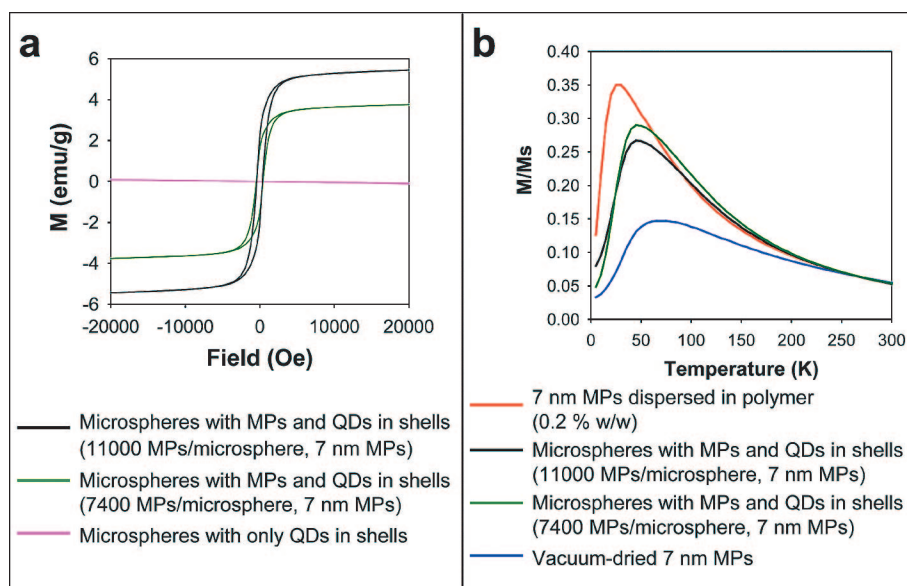 a
6
4
2
0
-2
-4
-6
M (emu/g)
-20000 -10000 0 10000 20000
Field (Oe)
Microspheres with MPs and QDs in shells
(11000 MPs/microsphere, 7 nm MPs)
Microspheres with MPs and QDs in shells
(7400 MPs/microsphere, 7 nm MPs)
Microspheres with only QDs in shells
b
0.40
0.35
0.30
0.25
0.20
0.15
0.10
0.05
0.00
M/Ms
0 50 100 150 200 250 300
Temperature (K)
7 nm MPs dispersed in polymer
(0.2 % w/w)
Microspheres with MPs and QDs in shells
(11000 MPs/microsphere, 7 nm MPs)
Microspheres with MPs and QDs in shells
(7400 MPs/microsphere, 7 nm MPs)
Vacuum-dried 7 nm MPs